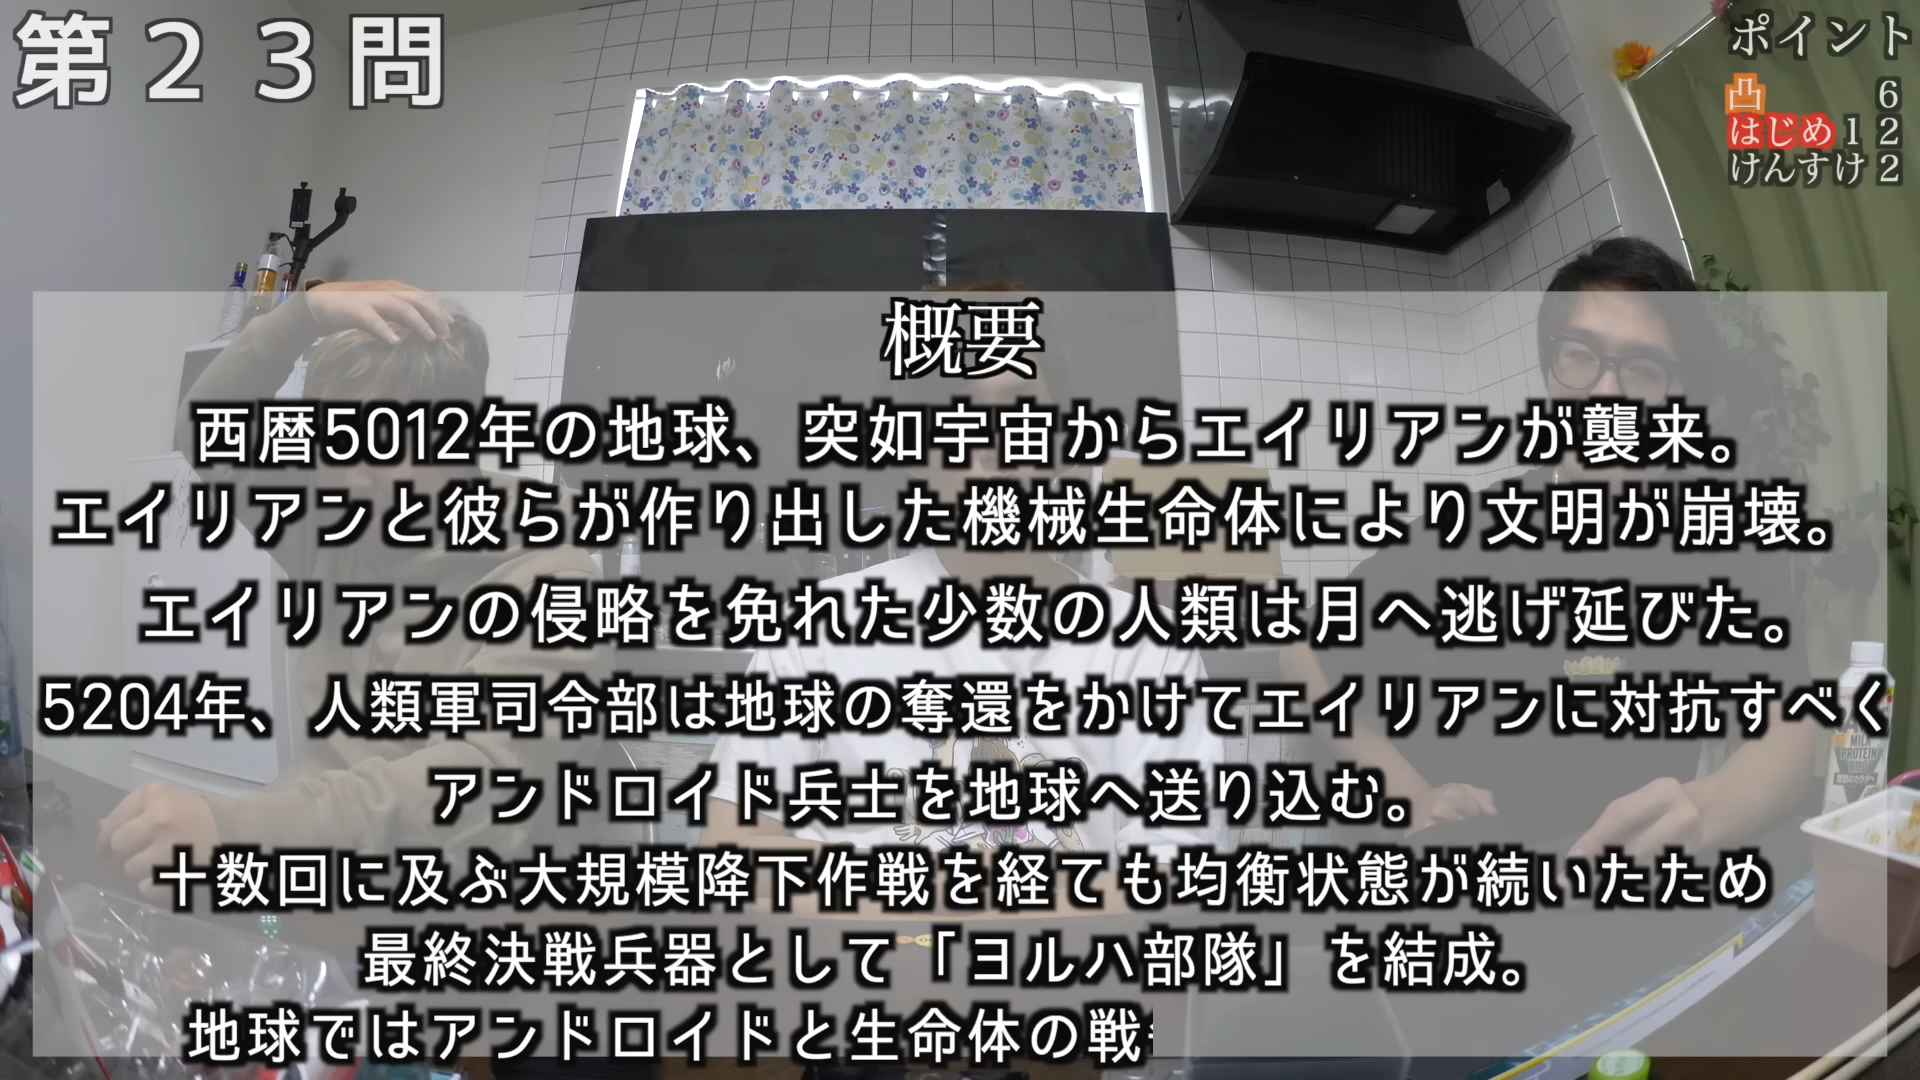 第２３問
ポイント
凸 6
はじめ 1 2
けんすけ 2
概要
西暦5012年の地球、突如宇宙からエイリアンが襲来。
エイリアンと彼らが作り出した機械生命体により文明が崩壊。
エイリアンの侵略を免れた少数の人類は月へ逃げ延びた。
5204年、人類軍司令部は地球の奪還をかけてエイリアンに対抗すべく
アンドロイド兵士を地球へ送り込む。
十数回に及ぶ大規模降下作戦を経ても均衡状態が続いたため
最終決戦兵器として「ヨルハ部隊」を結成。
地球ではアンドロイドと生命体の戦
MILK
PROTEIN